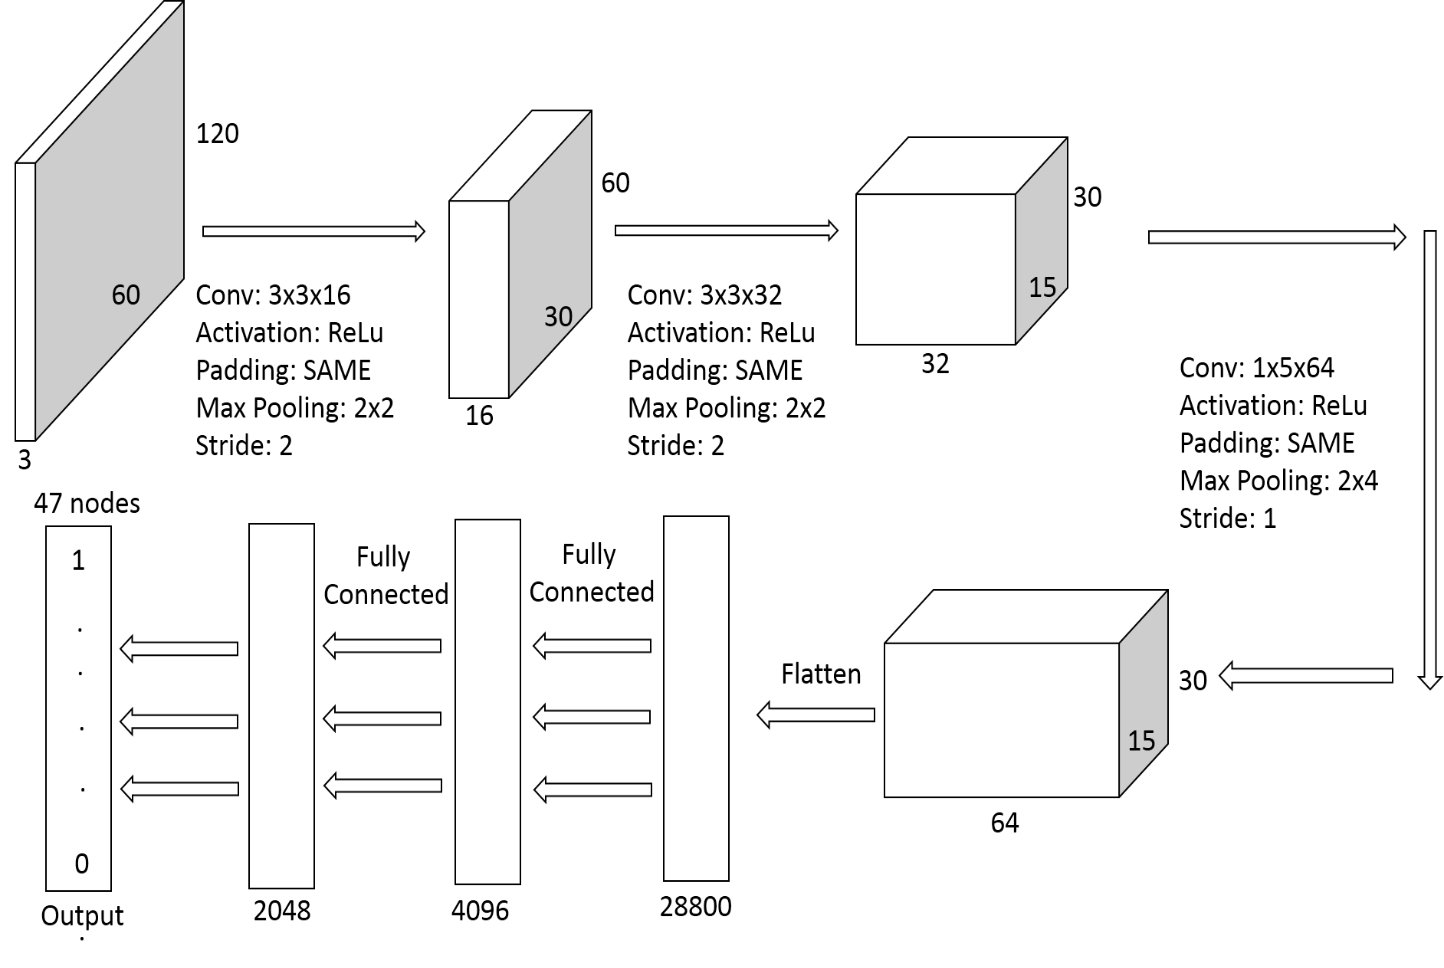 120
60
3
Conv: 3x3x16
Activation: ReLu
Padding: SAME
Max Pooling: 2x2
Stride: 2
60
30
16
Conv: 3x3x32
Activation: ReLu
Padding: SAME
Max Pooling: 2x2
Stride: 2
30
15
32
Conv: 1x5x64
Activation: ReLu
Padding: SAME
Max Pooling: 2x4
Stride: 1
30
15
64
Flatten
28800
Fully
Connected
4096
Fully
Connected
2048
47 nodes
1
.
.
.
.
0
Output
.